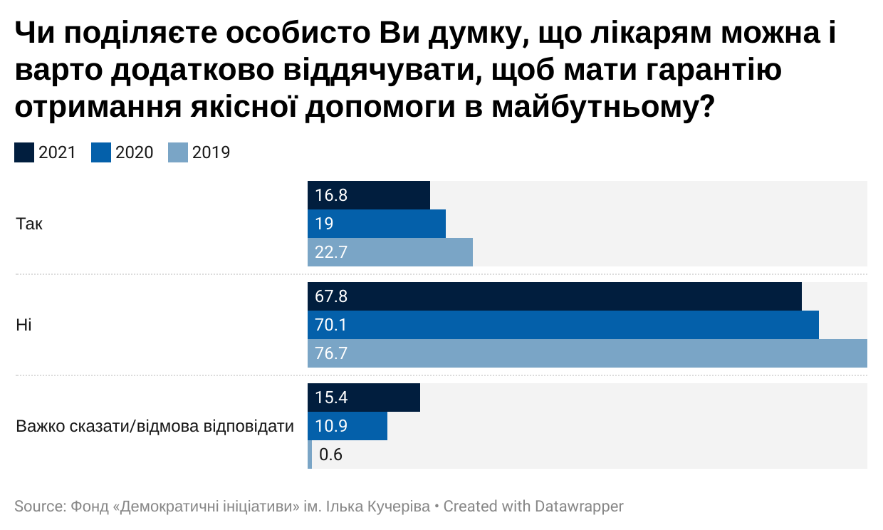 Чи поділяєте особисто Ви думку, що лікарям можна і
варто додатково віддячувати, щоб мати гарантію
отримання якісної допомоги в майбутньому?
2021 2020 2019
Так
16.8
19
22.7
Ні
67.8
70.1
76.7
Важко сказати/відмова відповідати
15.4
10.9
0.6
Source: Фонд «Демократичні ініціативи» ім. Ілька Кучеріва • Created with Datawrapper